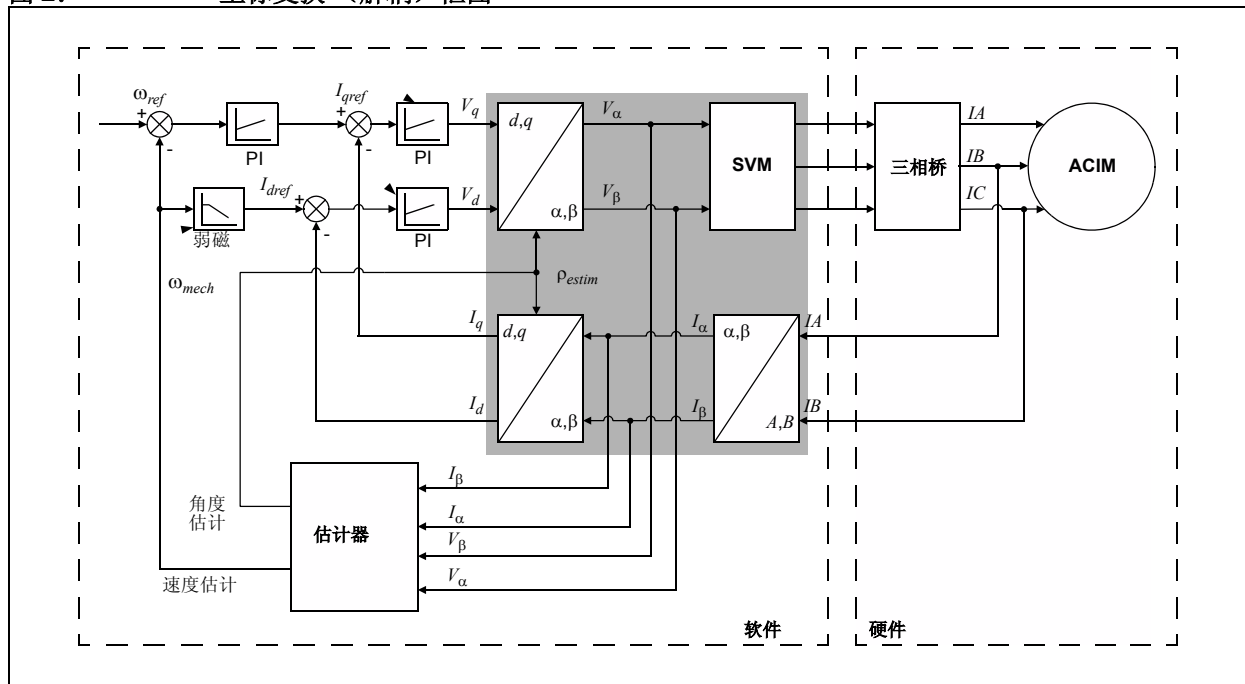 ω_ref
+
-
PI
I_qref
+
-
PI
V_q
d,q
α,β
V_α
V_β
SVM
三相桥
IA
IB
IC
ACIM
I_dref
+
-
弱磁
PI
V_d
ω_mech
ρ_estim
I_q
I_d
d,q
α,β
I_α
I_β
α,β
A,B
IA
IB
角度
估计
速度估计
估计器
I_β
I_α
V_β
V_α
软件
硬件